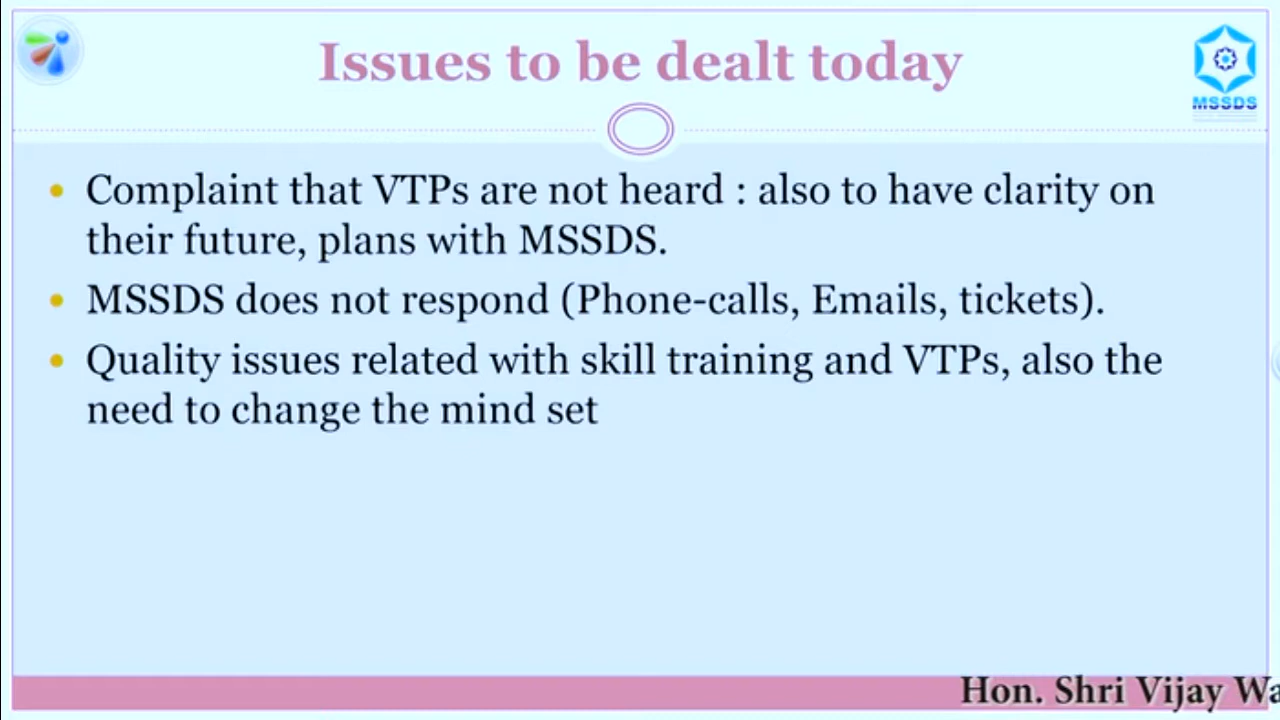 Issues to be dealt today
MSSDS
Complaint that VTPs are not heard : also to have clarity on
their future, plans with MSSDS.
MSSDS does not respond (Phone-calls, Emails, tickets).
Quality issues related with skill training and VTPs, also the
need to change the mind set
Hon. Shri Vijay